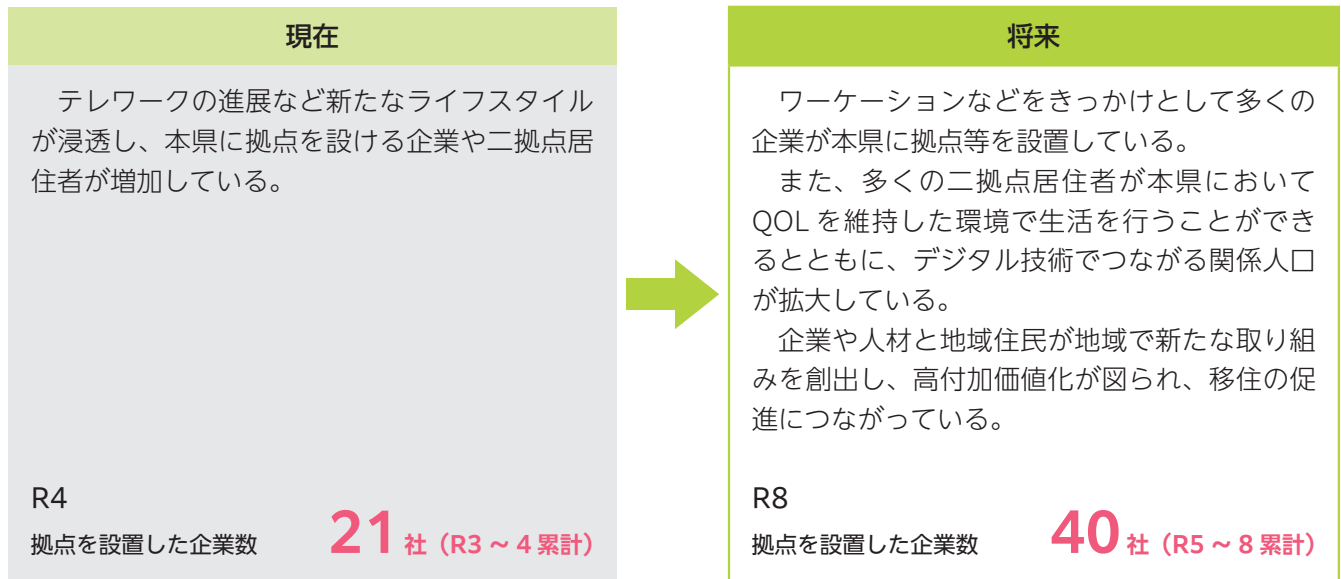 現在
　テレワークの進展など新たなライフスタイル
が浸透し、本県に拠点を設ける企業や二拠点居
住者が増加している。
R4
拠点を設置した企業数　21 社（R3 ～ 4 累計）
将来
　ワーケーションなどをきっかけとして多くの
企業が本県に拠点等を設置している。
　また、多くの二拠点居住者が本県において
QOL を維持した環境で生活を行うことができ
るとともに、デジタル技術でつながる関係人口
が拡大している。
　企業や人材と地域住民が地域で新たな取り組
みを創出し、高付加価値化が図られ、移住の促
進につながっている。
R8
拠点を設置した企業数　40 社（R5 ～ 8 累計）